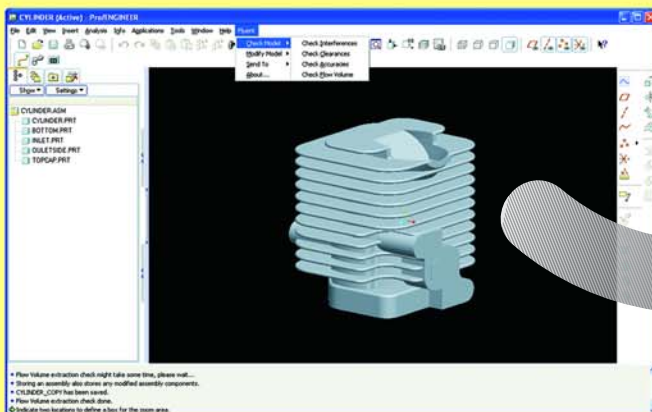 CYLINDER (Active) - Pro/ENGINEER
File Edit View Insert Analysis Info Applications Tools Window Help Fluent
Check Model
Check Interferences
Modify Model
Check Clearances
Send To
Check Accuracies
About...
Check Flow Volume
Show Settings
CYLINDER.ASM
CYLINDER.PRT
BOTTOM.PRT
INLET.PRT
OULETSIDE.PRT
TOPCAP.PRT
Flow Volume extraction check might take some time, please wait...
Storing an assembly also stores any modified assembly components.
CYLINDER_COPY has been saved.
Flow Volume extraction check done.
Indicate two locations to define a box for the zoom area.